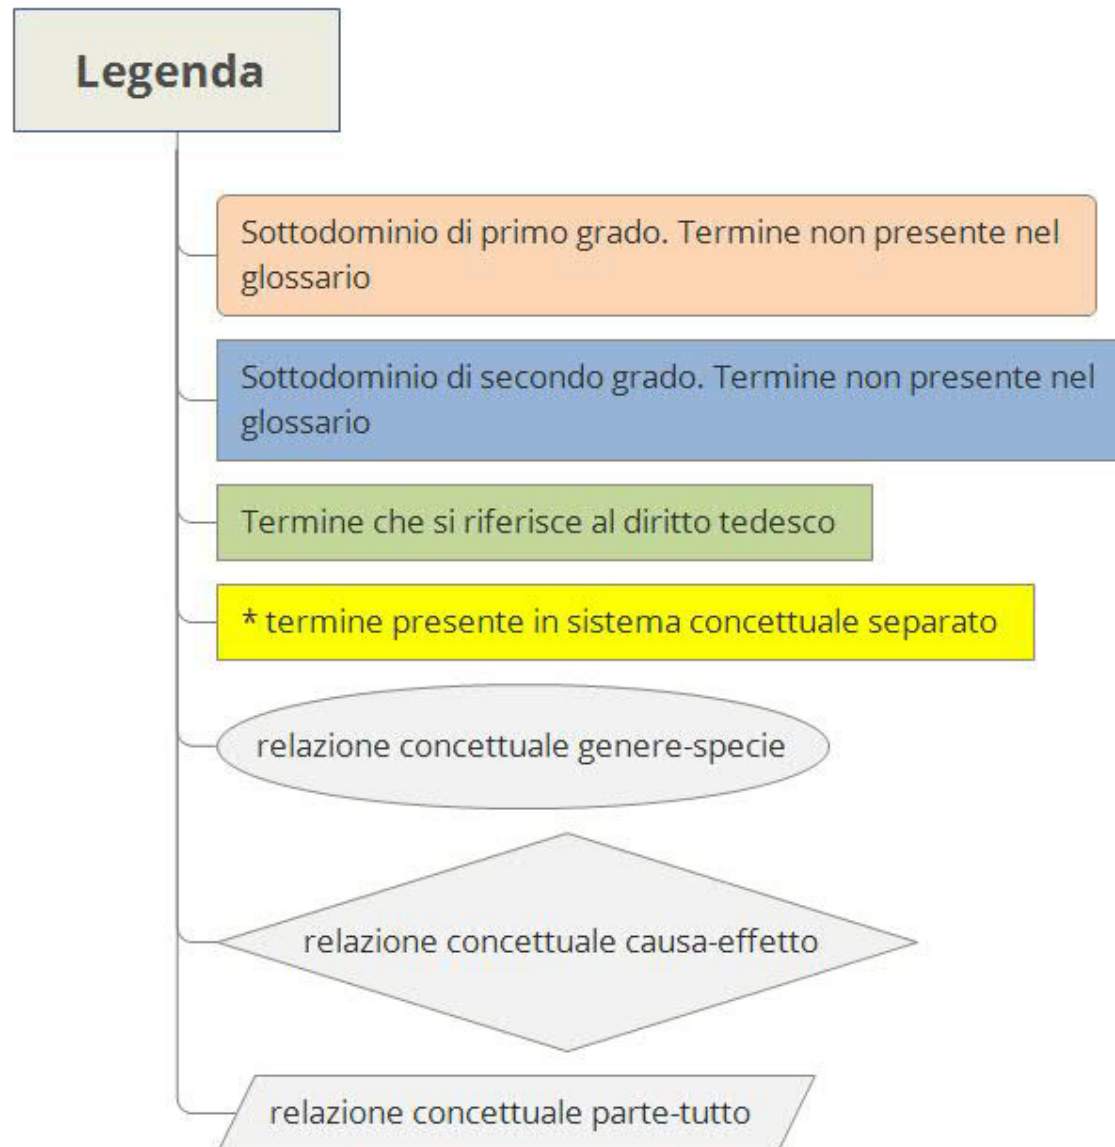 Legenda
Sottodominio di primo grado. Termine non presente nel
glossario
Sottodominio di secondo grado. Termine non presente nel
glossario
Termine che si riferisce al diritto tedesco
* termine presente in sistema concettuale separato
relazione concettuale genere-specie
relazione concettuale causa-effetto
relazione concettuale parte-tutto